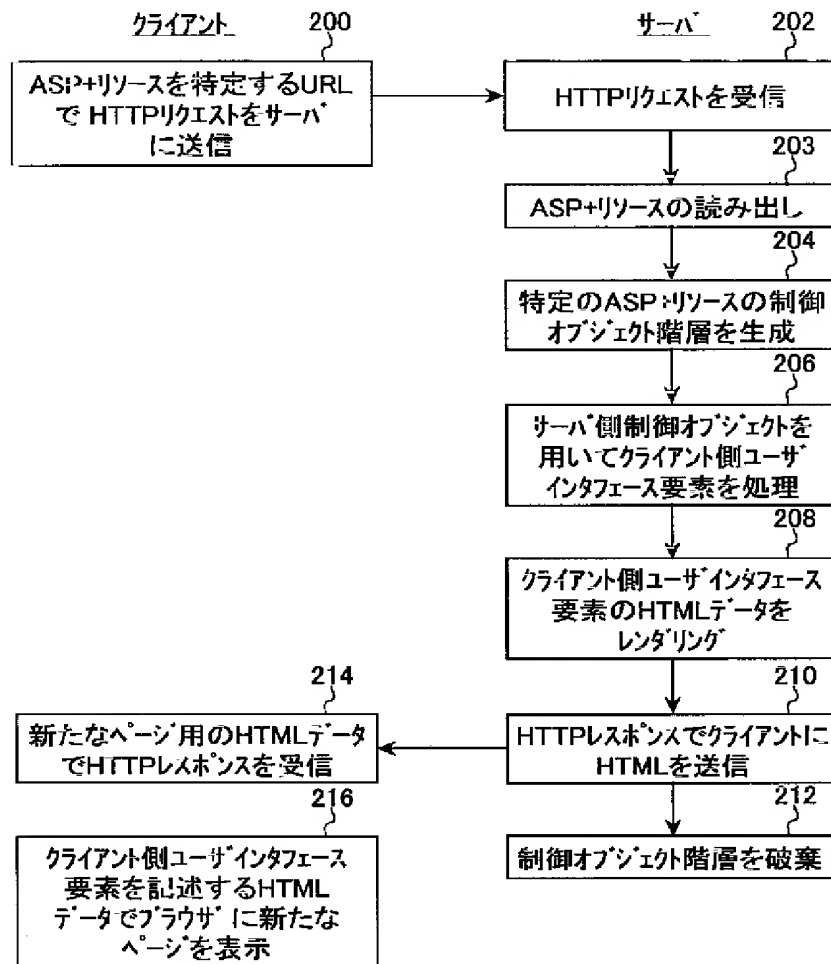 クライアント
サーバ
200
ASP+リソースを特定するURL
でHTTPリクエストをサーバ
に送信
202
HTTPリクエストを受信
203
ASP+リソースの読み出し
204
特定のASP+リソースの制御
オブジェクト階層を生成
206
サーバ側制御オブジェクトを
用いてクライアント側ユーザ
インタフェース要素を処理
208
クライアント側ユーザインタフェース
要素のHTMLデータを
レンダリング
210
HTTPレスポンスでクライアントに
HTMLを送信
212
制御オブジェクト階層を破棄
214
新たなページ用のHTMLデータ
でHTTPレスポンスを受信
216
クライアント側ユーザインタフェース
要素を記述するHTML
データでブラウザに新たな
ページを表示